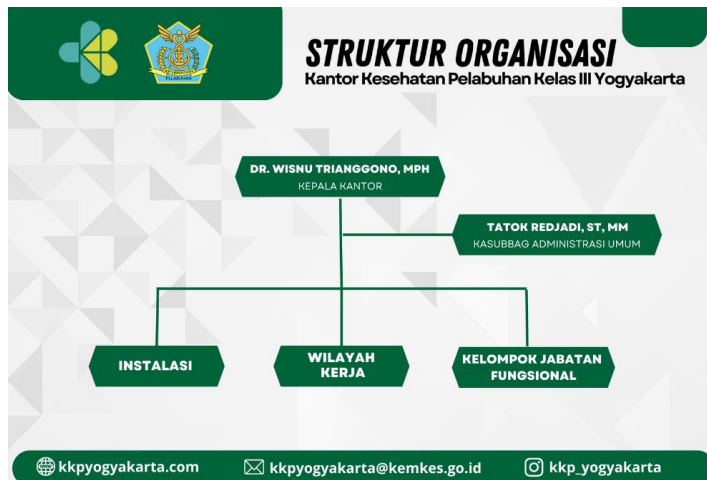 STRUKTUR ORGANISASI
Kantor Kesehatan Pelabuhan Kelas III Yogyakarta
DR. WISNU TRIANGGONO, MPH
KEPALA KANTOR
TATOK REDJADI, ST, MM
KASUBBAG ADMINISTRASI UMUM
INSTALASI
WILAYAH
KERJA
KELOMPOK JABATAN
FUNGSIONAL
kkpyogyakarta.com
kkpyogyakarta@kemkes.go.id
kkp_yogyakarta